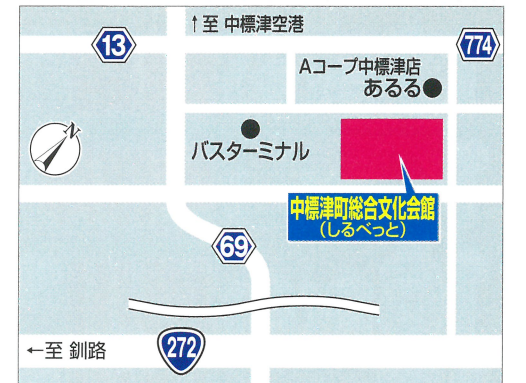 ↑至 中標津空港
13
774
Aコープ中標津店
あるる
N
バスターミナル
中標津町総合文化会館
(しるべっと)
69
←至 釧路
272